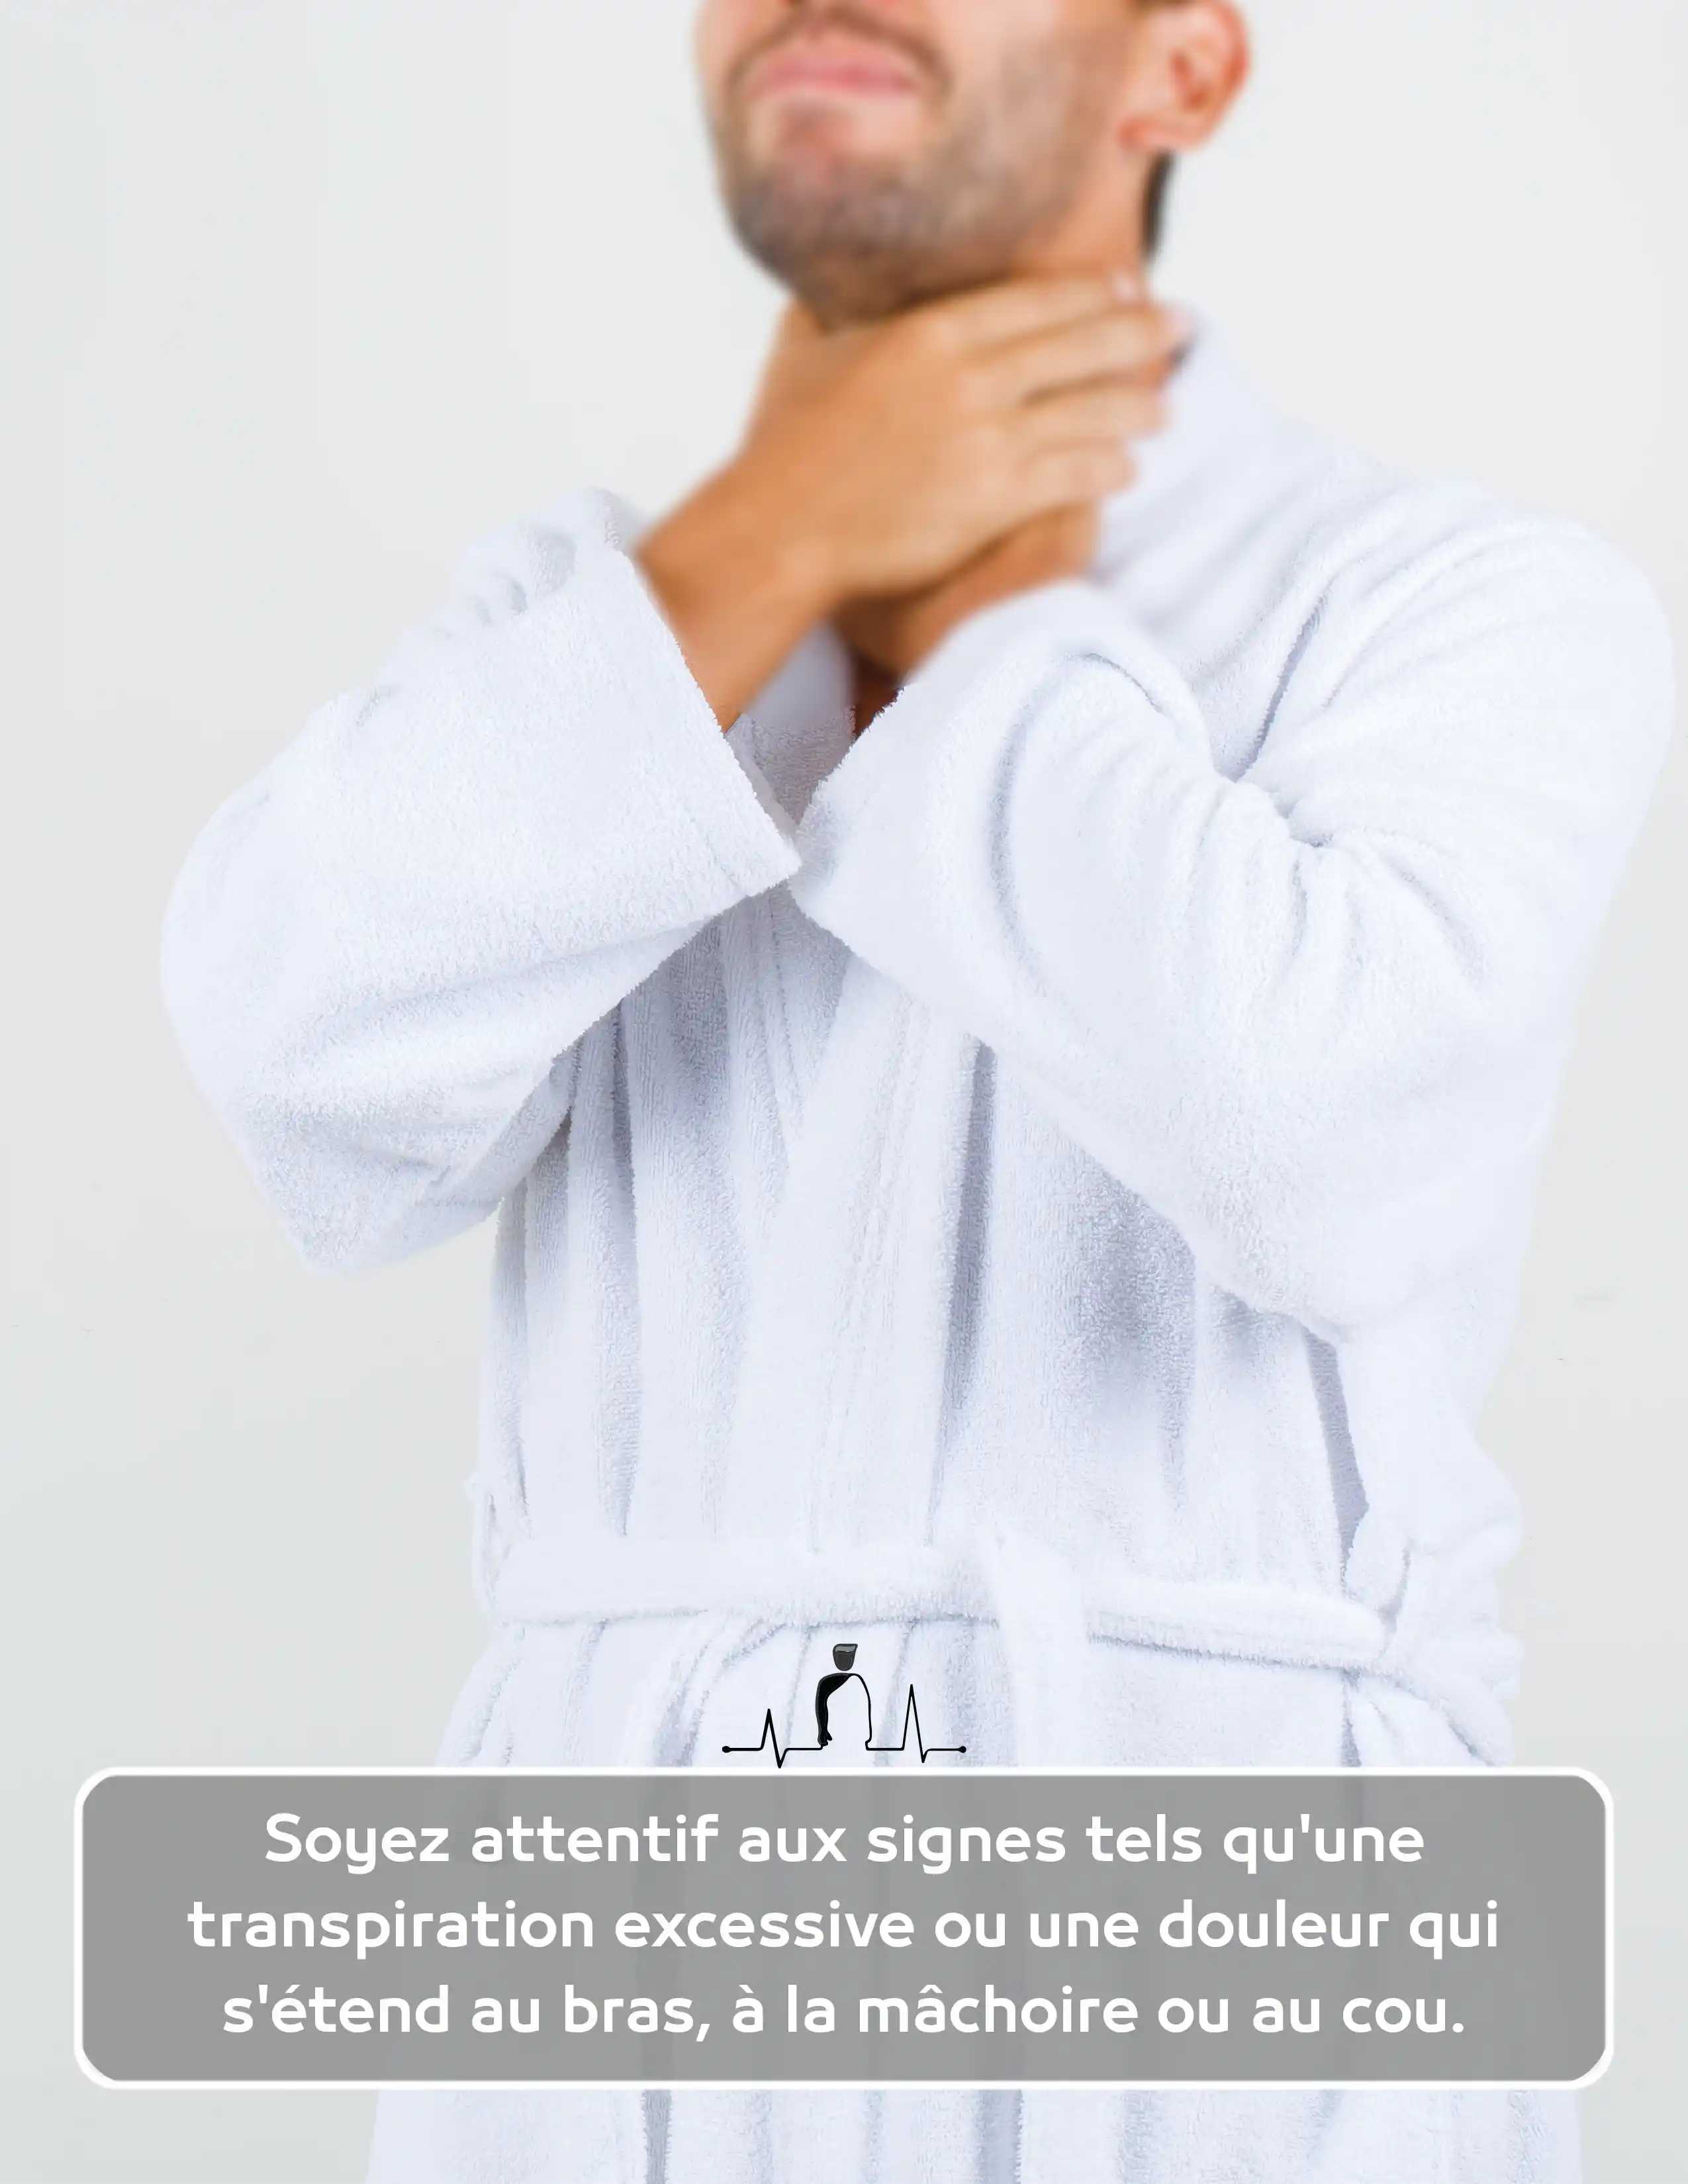 Soyez attentif aux signes tels qu'une
transpiration excessive ou une douleur qui
s'étend au bras, à la mâchoire ou au cou.